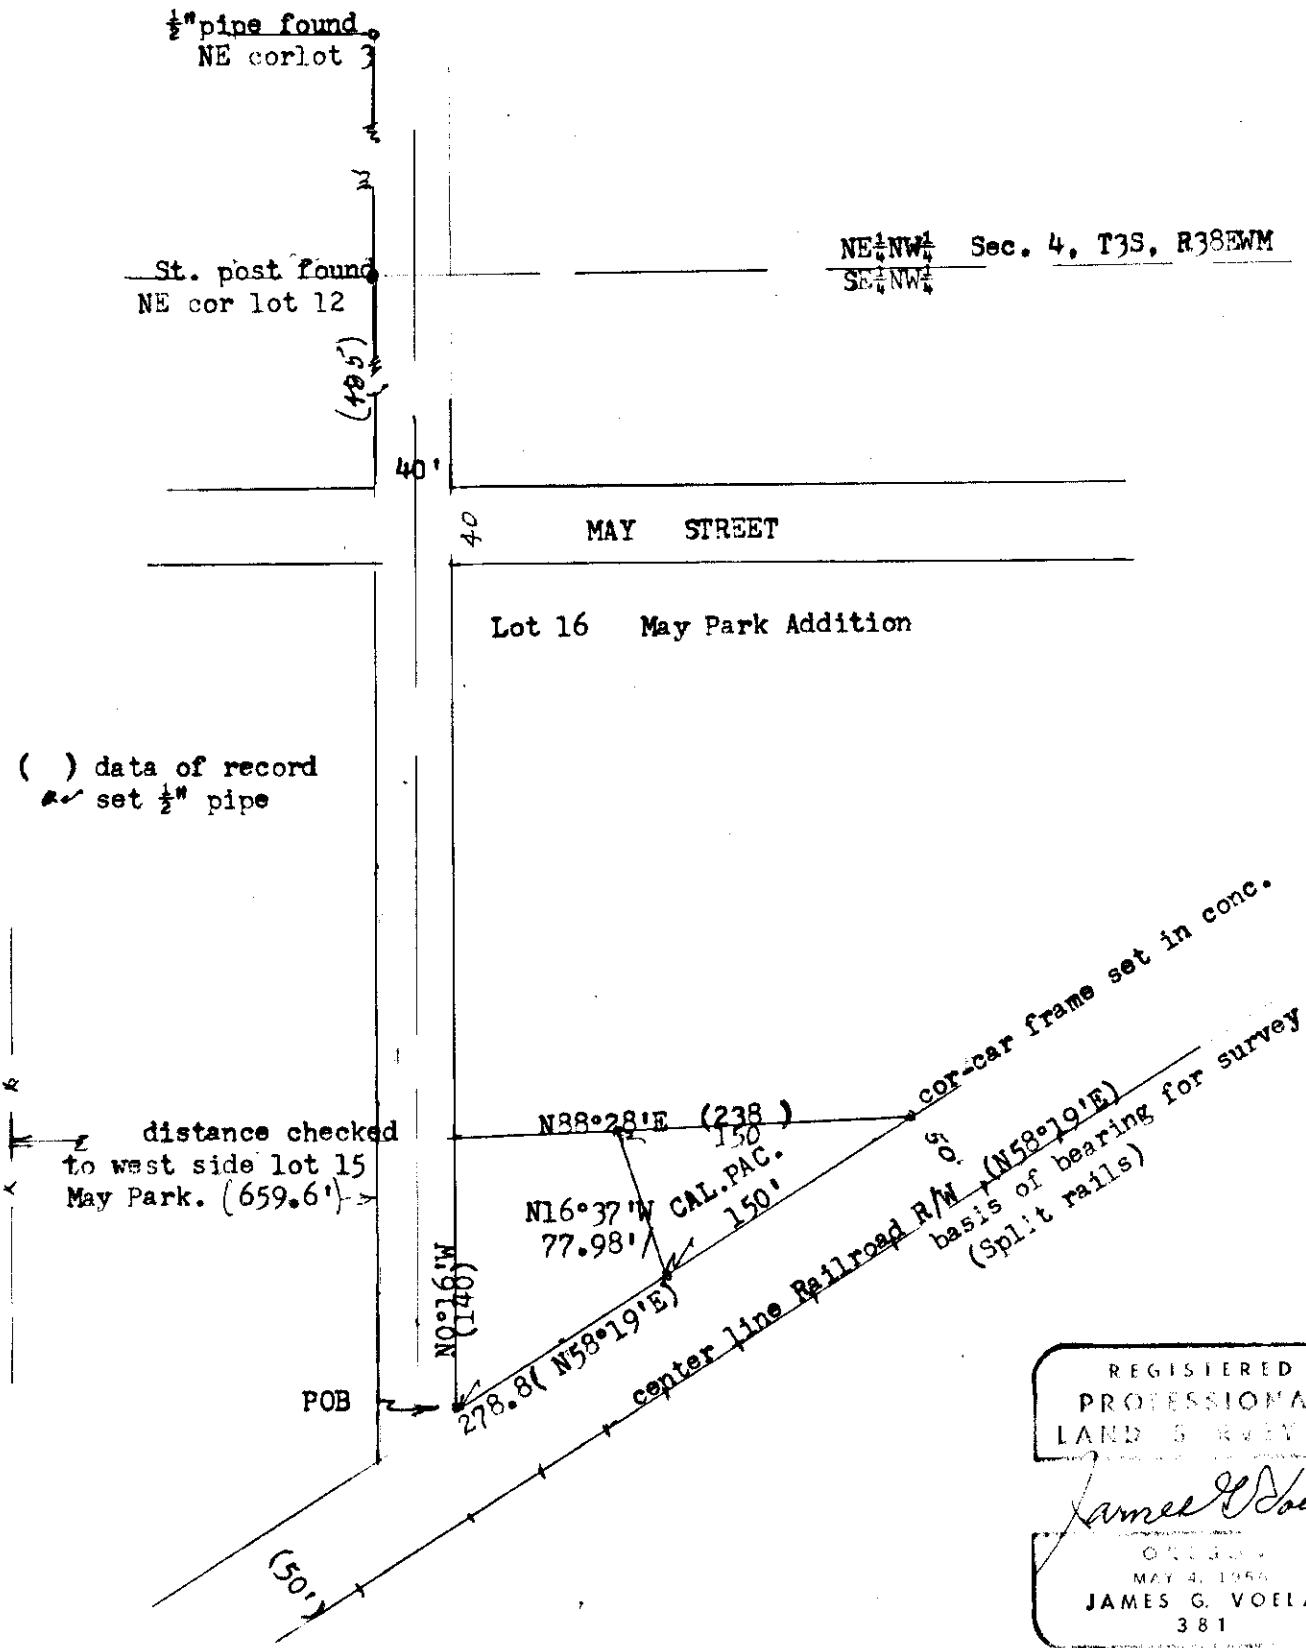 ½" pipe found
NE cor lot 3
St. post found
NE cor lot 12
NE¼NW¼ Sec. 4, T3S, R38EWM
SE¼NW¼
(485)
40'
40
MAY STREET
Lot 16 May Park Addition
( ) data of record
set ½" pipe
cor-car frame set in conc.
N88°28'E (238 )
150
distance checked
to west side lot 15
May Park. (659.6')
50'
N16°37'W
77.98'
CAL.PAC.
150'
N0°16'W
(140)
(N58°19'E)
basis of bearing for survey
(Split rails)
center line Railroad R/W
POB
278.8( N58°19'E)
(50')
REGISTERED
PROFESSIONA
LAND S
James G
OREGON
MAY 4, 1956
JAMES G. VOEL
381